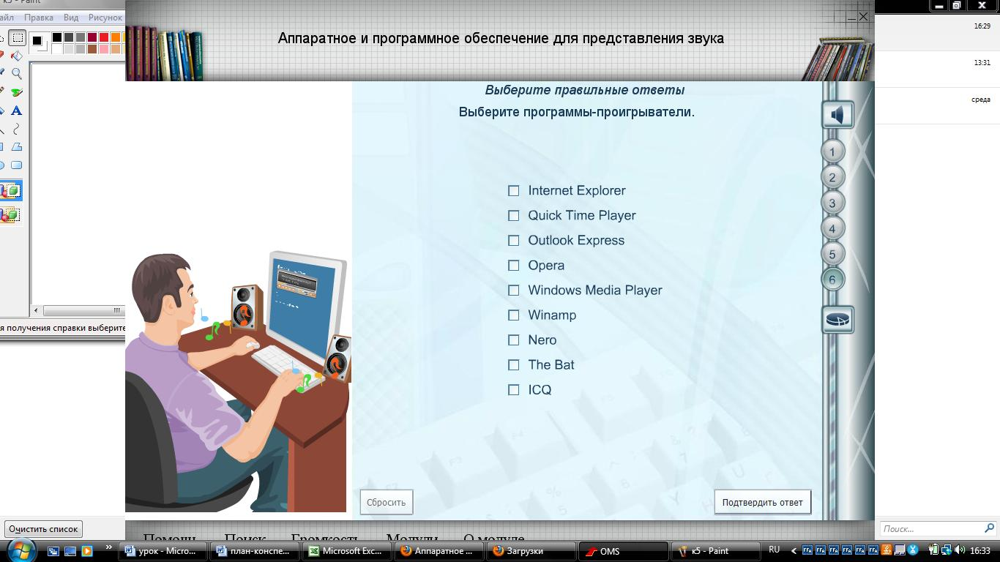 к5 - Paint
Правка Вид Рисунок
Аппаратное и программное обеспечение для представления звука
16:29
13:31
среда
Выберите правильные ответы
Выберите программы-проигрыватели.
1
2
3
4
5
6
Internet Explorer
Quick Time Player
Outlook Express
Opera
Windows Media Player
Winamp
Nero
The Bat
ICQ
я получения справки выберите
Сбросить
Подтвердить ответ
Очистить список
Поиск...
Помощь Поиск Громкость Модули О модуле
урок - Micro...
план-конспе...
Microsoft Exc...
Аппаратное ...
Загрузки
OMS
к5 - Paint
RU
16:33